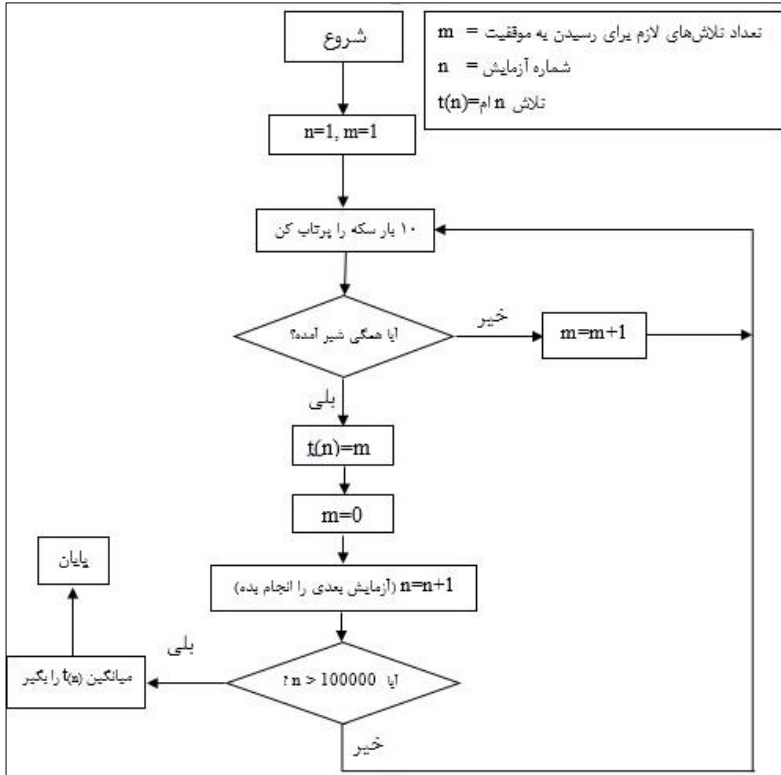 شروع
m = تعداد تلاش‌های لازم برای رسیدن به موفقیت
n = شماره آزمایش
t(n)=تلاش n ام
n=1, m=1
۱۰ بار سکه را پرتاب کن
آیا همگی شیر آمده؟
خیر
m=m+1
بلی
t(n)=m
m=0
n=n+1 (آزمایش بعدی را انجام بده)
آیا n > 100000 ؟
بلی
میانگین t(n) را بگیر
پایان
خیر